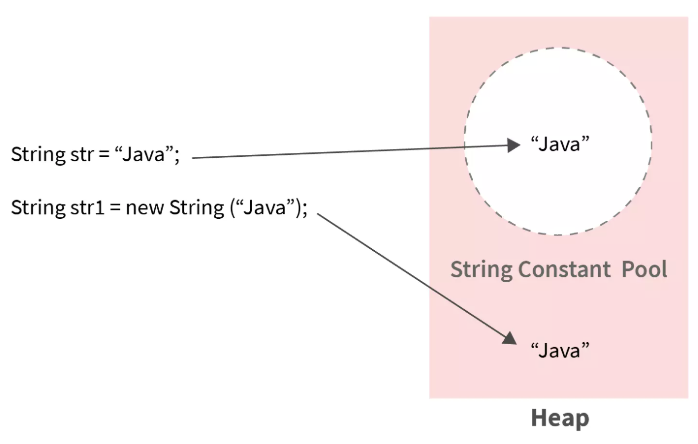 “Java”
String str = “Java”;
String str1 = new String (“Java”);
String Constant Pool
“Java”
Heap